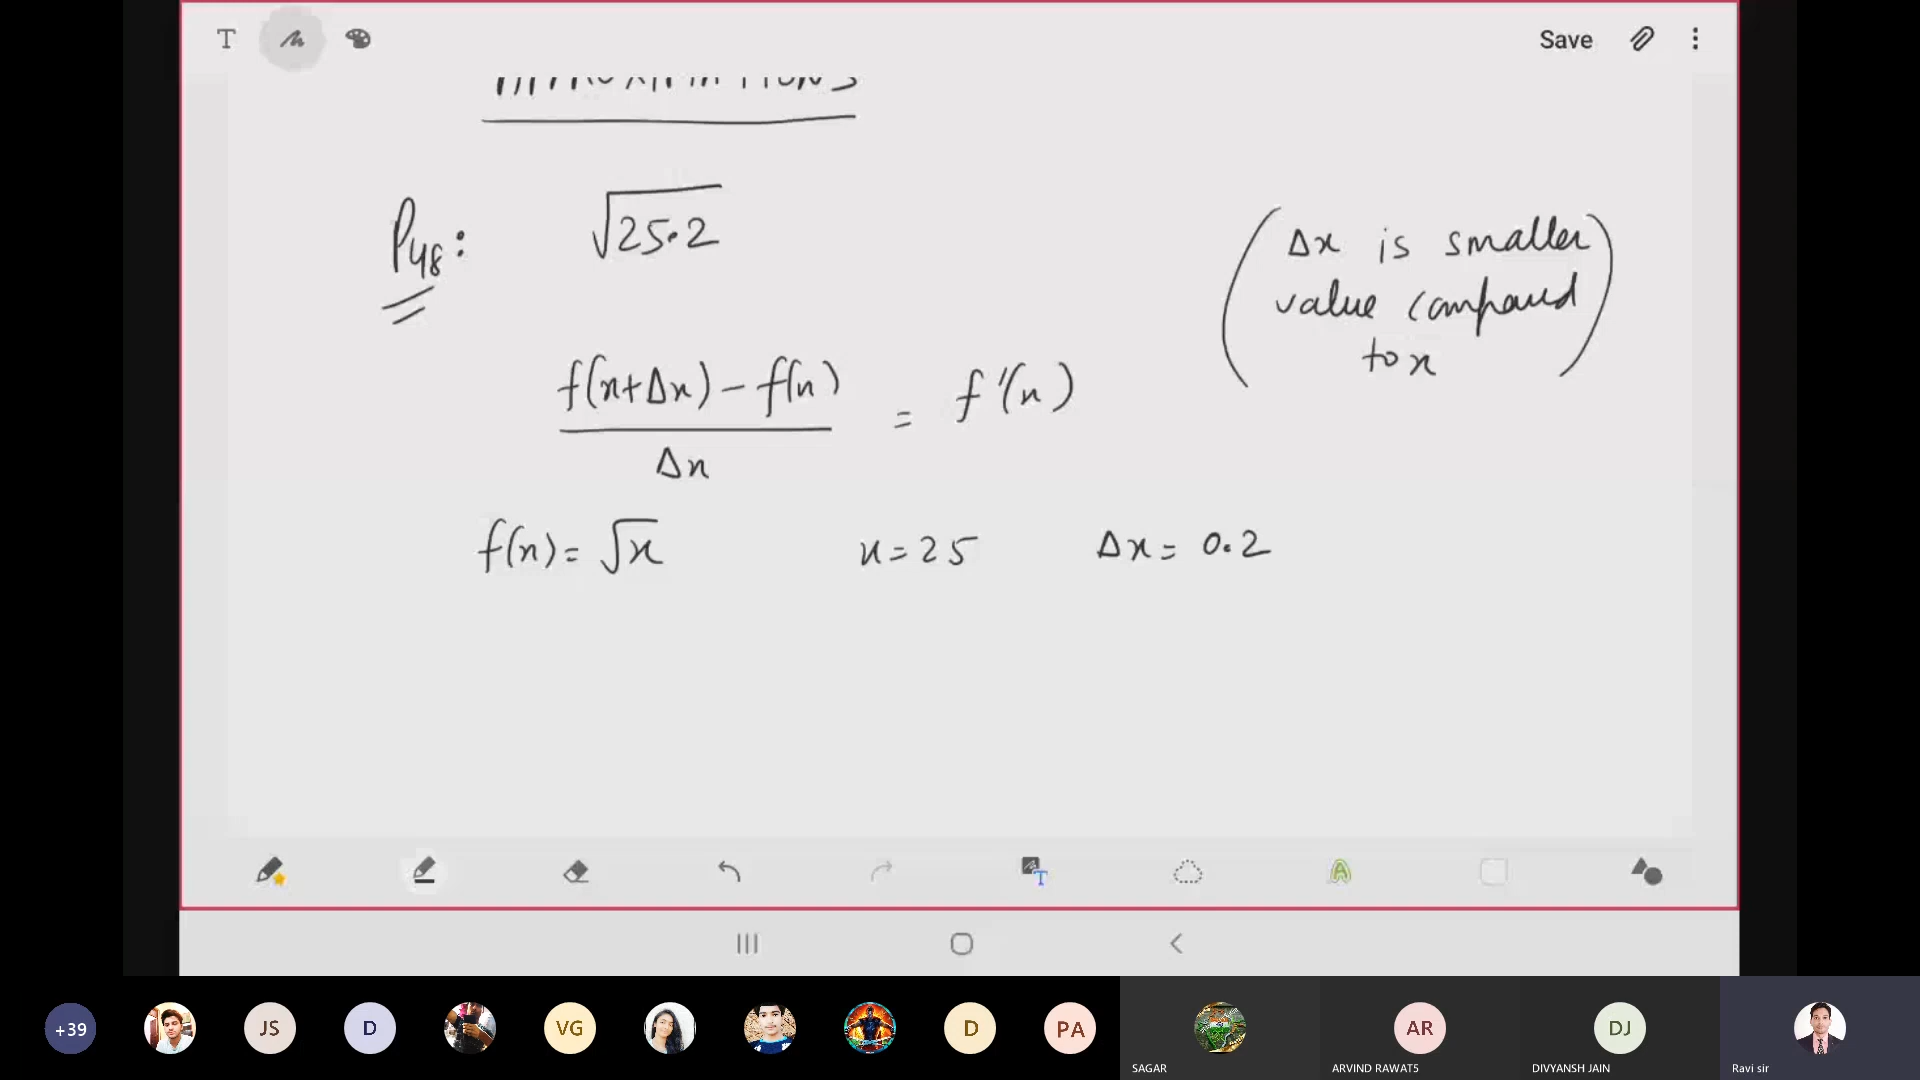 T Save
P48: √25.2
(Δx is smaller
value compared
to x)
f(x+Δx) - f(x)
Δx
= f'(x)
f(x) = √x x = 25 Δx = 0.2
T A
+39 JS D VG D PA AR DJ
SAGAR ARVIND RAWAT5 DIVYANSH JAIN Ravi sir